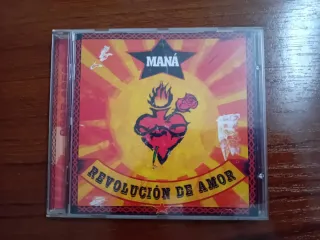 MANÁ
REVOLUCIÓN DE AMOR